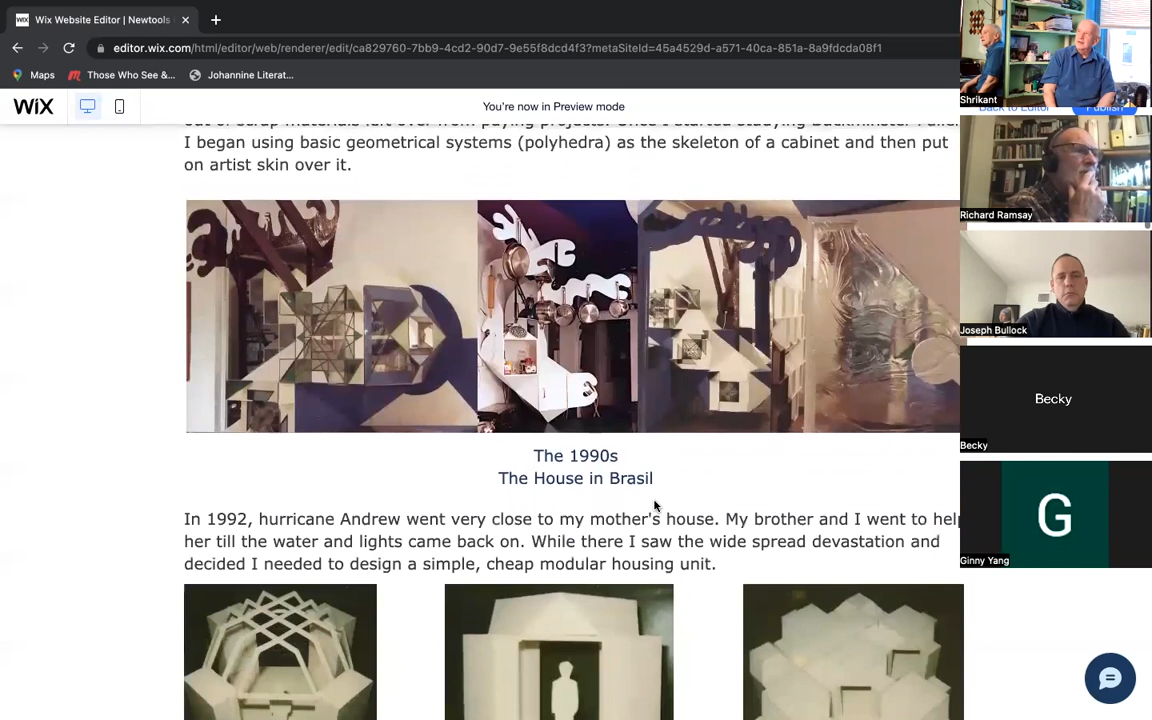 Wix Website Editor | Newtools
editor.wix.com/html/editor/web/renderer/edit/ca829760-7bb9-4cd2-90d7-9e55f8dcd4f3?metaSiteId=45a4529d-a571-40ca-851a-8a9fdcda08f1
Maps
Those Who See &...
Johannine Literat...
WiX
You're now in Preview mode
Back to Editor
Publish
I began using basic geometrical systems (polyhedra) as the skeleton of a cabinet and then put
on artist skin over it.
The 1990s
The House in Brasil
In 1992, hurricane Andrew went very close to my mother's house. My brother and I went to help
her till the water and lights came back on. While there I saw the wide spread devastation and
decided I needed to design a simple, cheap modular housing unit.
Shrikant
Richard Ramsay
Joseph Bullock
Becky
Becky
G
Ginny Yang